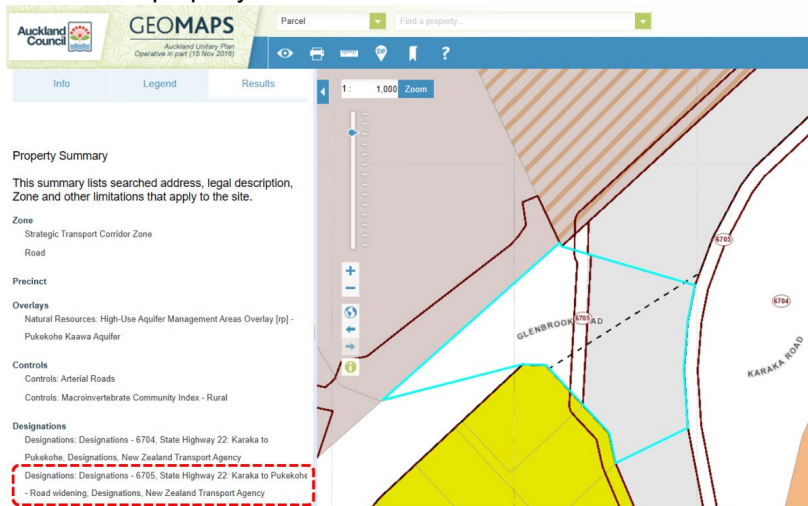 Auckland
Council
GEOMAPS
Auckland Unitary Plan
Operative in part (15 Nov 2016)
Parcel
Find a property...
DP
?
Info
Legend
Results
1 :
1,000
Zoom
Property Summary
This summary lists searched address, legal description,
Zone and other limitations that apply to the site.
Zone
Strategic Transport Corridor Zone
Road
Precinct
Overlays
Natural Resources: High-Use Aquifer Management Areas Overlay [rp] -
Pukekohe Kaawa Aquifer
Controls
Controls: Arterial Roads
Controls: Macroinvertebrate Community Index - Rural
Designations
Designations: Designations - 6704, State Highway 22: Karaka to
Pukekohe, Designations, New Zealand Transport Agency
Designations: Designations - 6705, State Highway 22: Karaka to Pukekohe
- Road widening, Designations, New Zealand Transport Agency
6705
6704
GLENBROOK
6705
AD
KARAKA ROAD